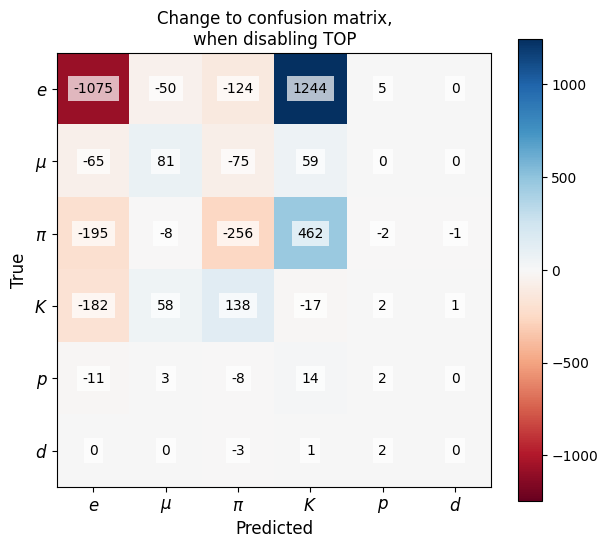 Change to confusion matrix,
when disabling TOP
e -1075 -50 -124 1244 5 0
μ -65 81 -75 59 0 0
π -195 -8 -256 462 -2 -1
K -182 58 138 -17 2 1
p -11 3 -8 14 2 0
d 0 0 -3 1 2 0
e μ π K p d
Predicted
True
1000
500
0
−500
−1000